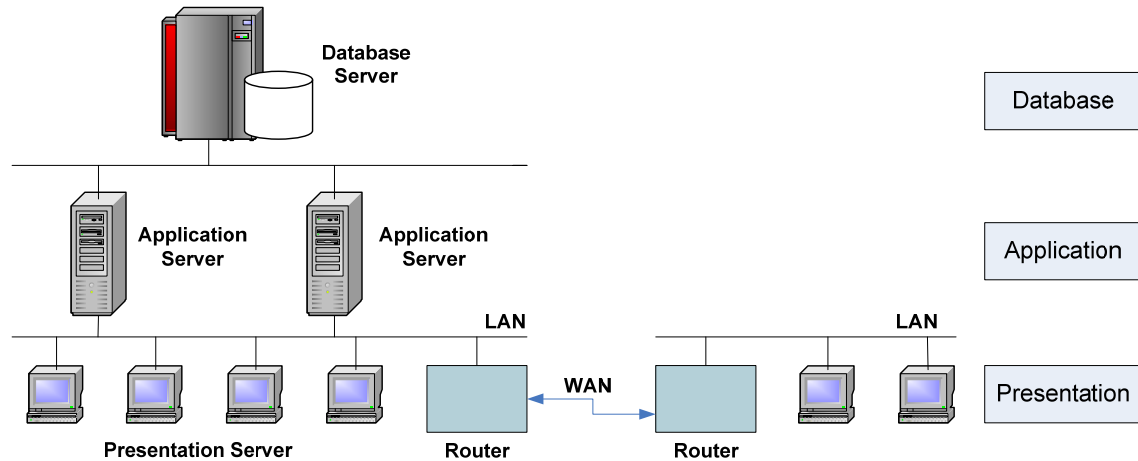 Database
Server
Database
Application
Server
Application
Server
Application
LAN
LAN
WAN
Presentation
Presentation Server
Router
Router